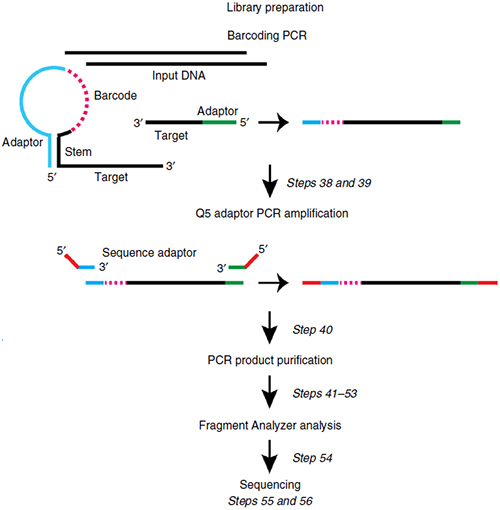 Library preparation
Barcoding PCR
Input DNA
Barcode
Adaptor
3′
5′
Target
Adaptor
Stem
5′
Target
3′
Steps 38 and 39
Q5 adaptor PCR amplification
5′
Sequence adaptor
3′
5′
3′
Step 40
PCR product purification
Steps 41–53
Fragment Analyzer analysis
Step 54
Sequencing
Steps 55 and 56